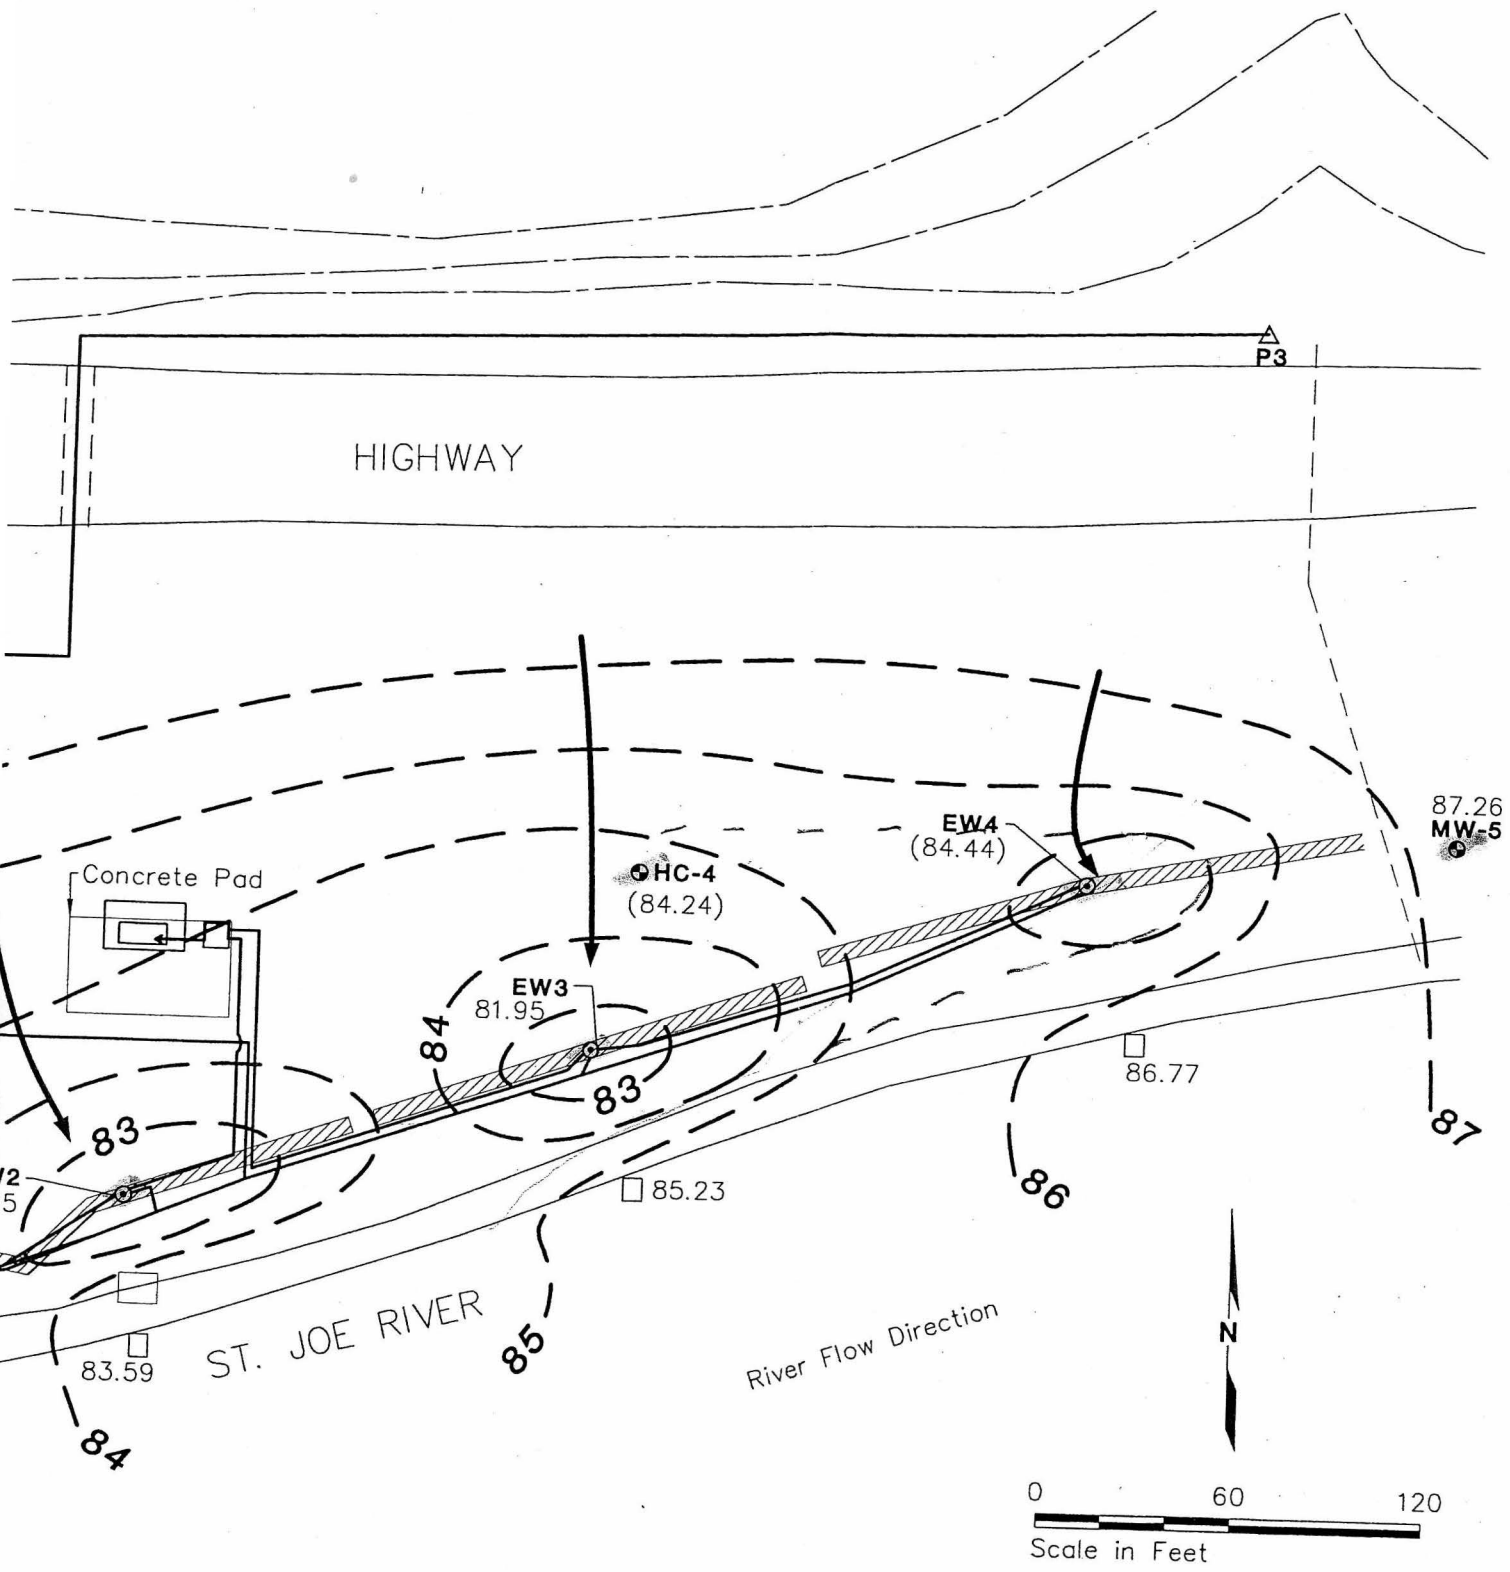 P3
HIGHWAY
87.26
MW-5
EW4
(84.44)
Concrete Pad
HC-4
(84.24)
EW3
81.95
84
83
86.77
83
87
86
85.23
ST. JOE RIVER
85
River Flow Direction
N
83.59
84
0 60 120
Scale in Feet